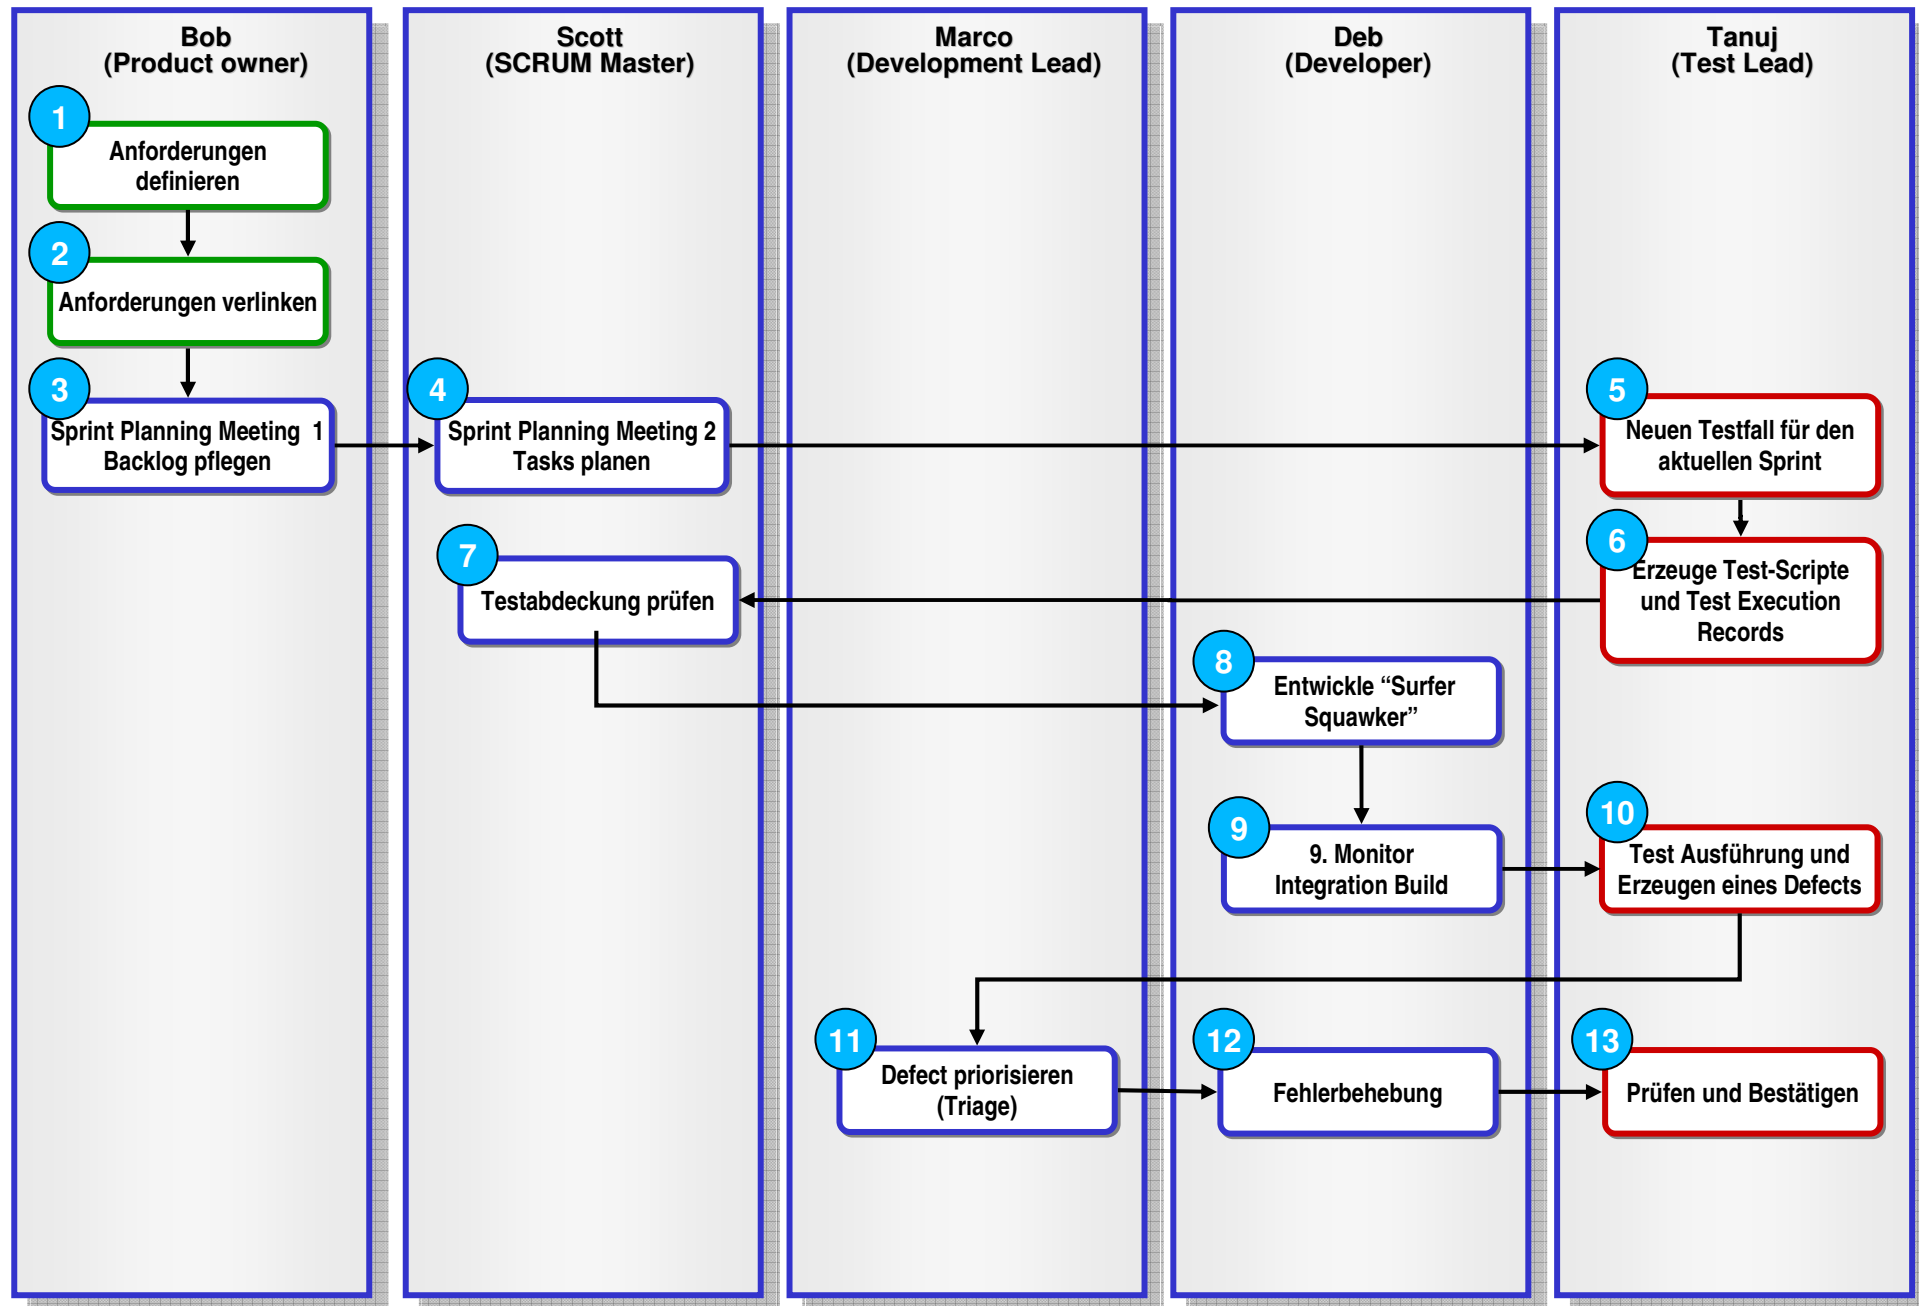 Bob
(Product owner)
Scott
(SCRUM Master)
Marco
(Development Lead)
Deb
(Developer)
Tanuj
(Test Lead)
1
Anforderungen
definieren
2
Anforderungen verlinken
3
Sprint Planning Meeting 1
Backlog pflegen
4
Sprint Planning Meeting 2
Tasks planen
5
Neuen Testfall für den
aktuellen Sprint
6
Erzeuge Test-Scripte
und Test Execution
Records
7
Testabdeckung prüfen
8
Entwickle “Surfer
Squawker”
9
9. Monitor
Integration Build
10
Test Ausführung und
Erzeugen eines Defects
11
Defect priorisieren
(Triage)
12
Fehlerbehebung
13
Prüfen und Bestätigen